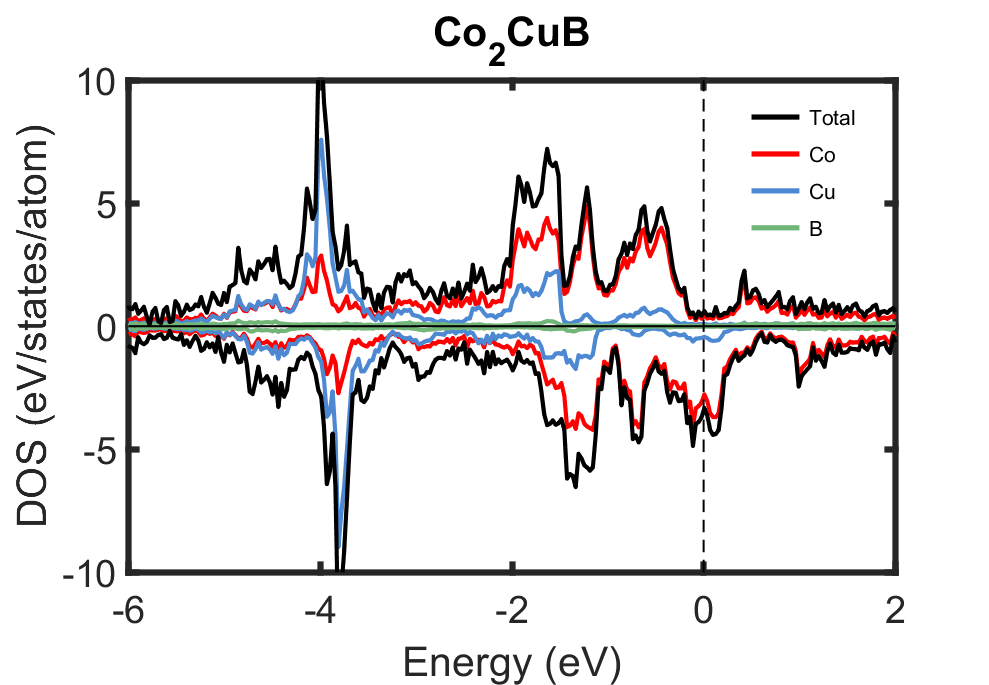 Co₂CuB
10
5
0
-5
-10
DOS (eV/states/atom)
Total
Co
Cu
B
-6 -4 -2 0 2
Energy (eV)